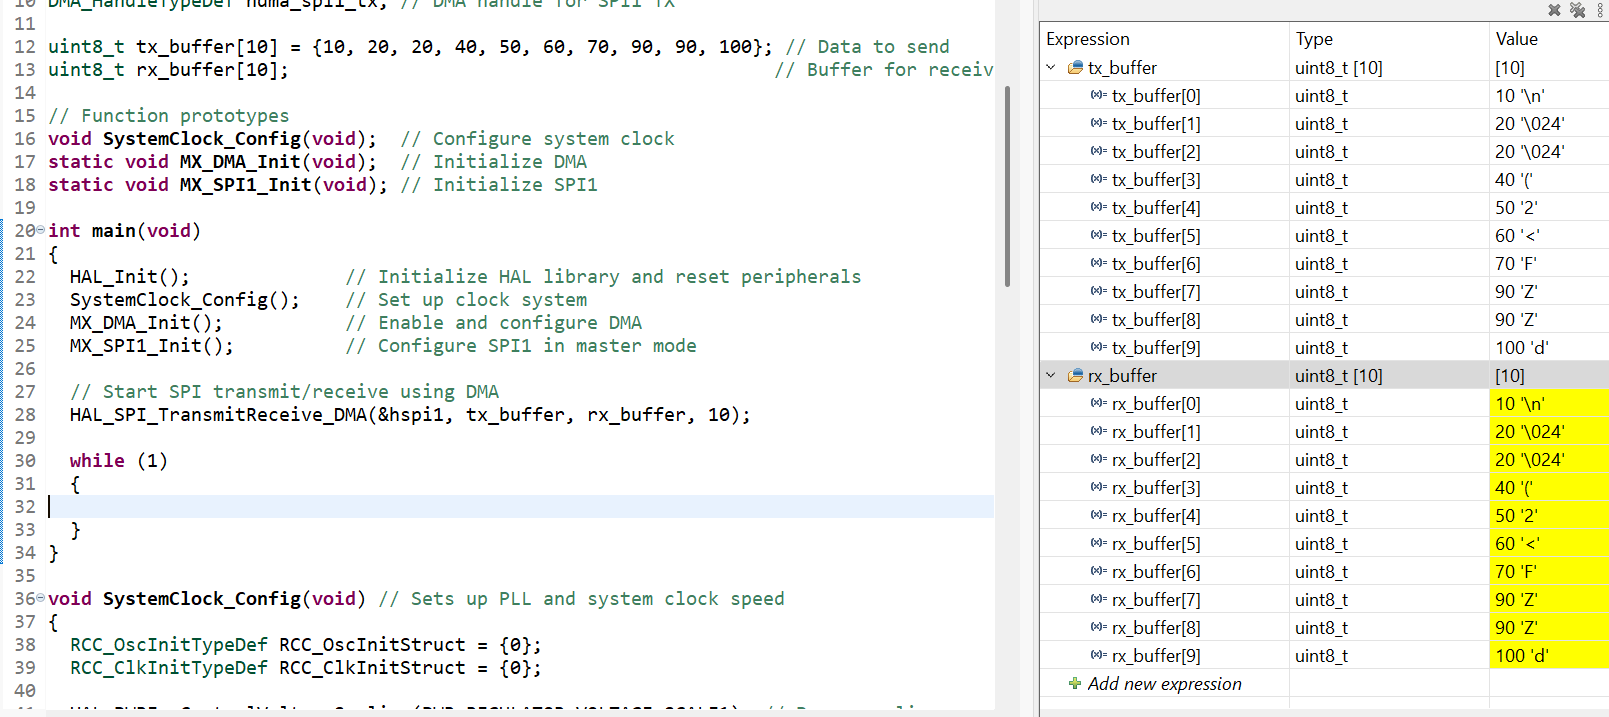 10 DMA_HandleTypeDef hdma_spi1_tx; // DMA handle for SPI1 TX
11
12 uint8_t tx_buffer[10] = {10, 20, 20, 40, 50, 60, 70, 90, 90, 100}; // Data to send
13 uint8_t rx_buffer[10]; // Buffer for receiv
14
15 // Function prototypes
16 void SystemClock_Config(void); // Configure system clock
17 static void MX_DMA_Init(void); // Initialize DMA
18 static void MX_SPI1_Init(void); // Initialize SPI1
19
20 int main(void)
21 {
22 HAL_Init(); // Initialize HAL library and reset peripherals
23 SystemClock_Config(); // Set up clock system
24 MX_DMA_Init(); // Enable and configure DMA
25 MX_SPI1_Init(); // Configure SPI1 in master mode
26
27 // Start SPI transmit/receive using DMA
28 HAL_SPI_TransmitReceive_DMA(&hspi1, tx_buffer, rx_buffer, 10);
29
30 while (1)
31 {
32
33 }
34 }
35
36 void SystemClock_Config(void) // Sets up PLL and system clock speed
37 {
38 RCC_OscInitTypeDef RCC_OscInitStruct = {0};
39 RCC_ClkInitTypeDef RCC_ClkInitStruct = {0};
40
Expression Type Value
tx_buffer uint8_t [10] [10]
(x)= tx_buffer[0] uint8_t 10 '\n'
(x)= tx_buffer[1] uint8_t 20 '\024'
(x)= tx_buffer[2] uint8_t 20 '\024'
(x)= tx_buffer[3] uint8_t 40 '('
(x)= tx_buffer[4] uint8_t 50 '2'
(x)= tx_buffer[5] uint8_t 60 '<'
(x)= tx_buffer[6] uint8_t 70 'F'
(x)= tx_buffer[7] uint8_t 90 'Z'
(x)= tx_buffer[8] uint8_t 90 'Z'
(x)= tx_buffer[9] uint8_t 100 'd'
rx_buffer uint8_t [10] [10]
(x)= rx_buffer[0] uint8_t 10 '\n'
(x)= rx_buffer[1] uint8_t 20 '\024'
(x)= rx_buffer[2] uint8_t 20 '\024'
(x)= rx_buffer[3] uint8_t 40 '('
(x)= rx_buffer[4] uint8_t 50 '2'
(x)= rx_buffer[5] uint8_t 60 '<'
(x)= rx_buffer[6] uint8_t 70 'F'
(x)= rx_buffer[7] uint8_t 90 'Z'
(x)= rx_buffer[8] uint8_t 90 'Z'
(x)= rx_buffer[9] uint8_t 100 'd'
Add new expression